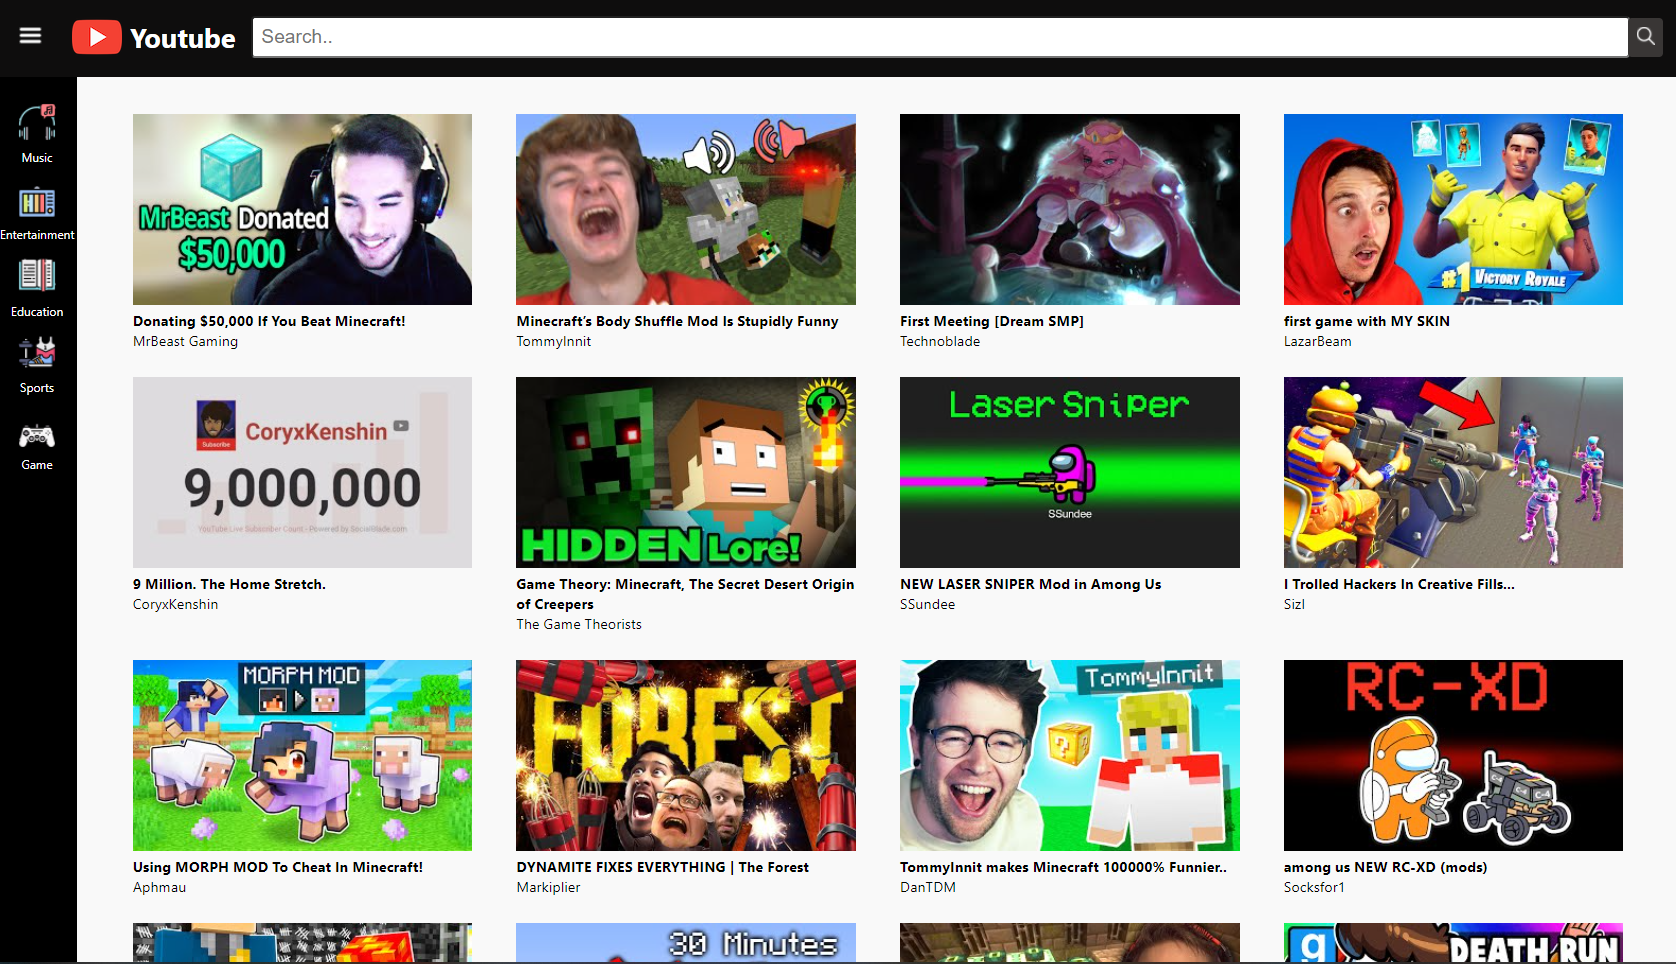 Youtube
Search..
Music
Entertainment
Education
Sports
Game
MrBeast Donated
$50,000
Donating $50,000 If You Beat Minecraft!
MrBeast Gaming
Minecraft's Body Shuffle Mod Is Stupidly Funny
TommyInnit
First Meeting [Dream SMP]
Technoblade
#1 VICTORY ROYALE
first game with MY SKIN
LazarBeam
Subscribe
CoryxKenshin
9,000,000
YouTube Live Subscriber Count - Powered by SocialBlade.com
9 Million. The Home Stretch.
CoryxKenshin
HIDDEN Lore!
Game Theory: Minecraft, The Secret Desert Origin
of Creepers
The Game Theorists
Laser Sniper
SSundee
NEW LASER SNIPER Mod in Among Us
SSundee
I Trolled Hackers In Creative Fills...
Sizl
MORPH MOD
Using MORPH MOD To Cheat In Minecraft!
Aphmau
FOREST
DYNAMITE FIXES EVERYTHING | The Forest
Markiplier
TommyInnit
?
?
TommyInnit makes Minecraft 100000% Funnier..
DanTDM
RC-XD
C-4
C-4
among us NEW RC-XD (mods)
Socksfor1
30 Minutes
g
DEATH RUN